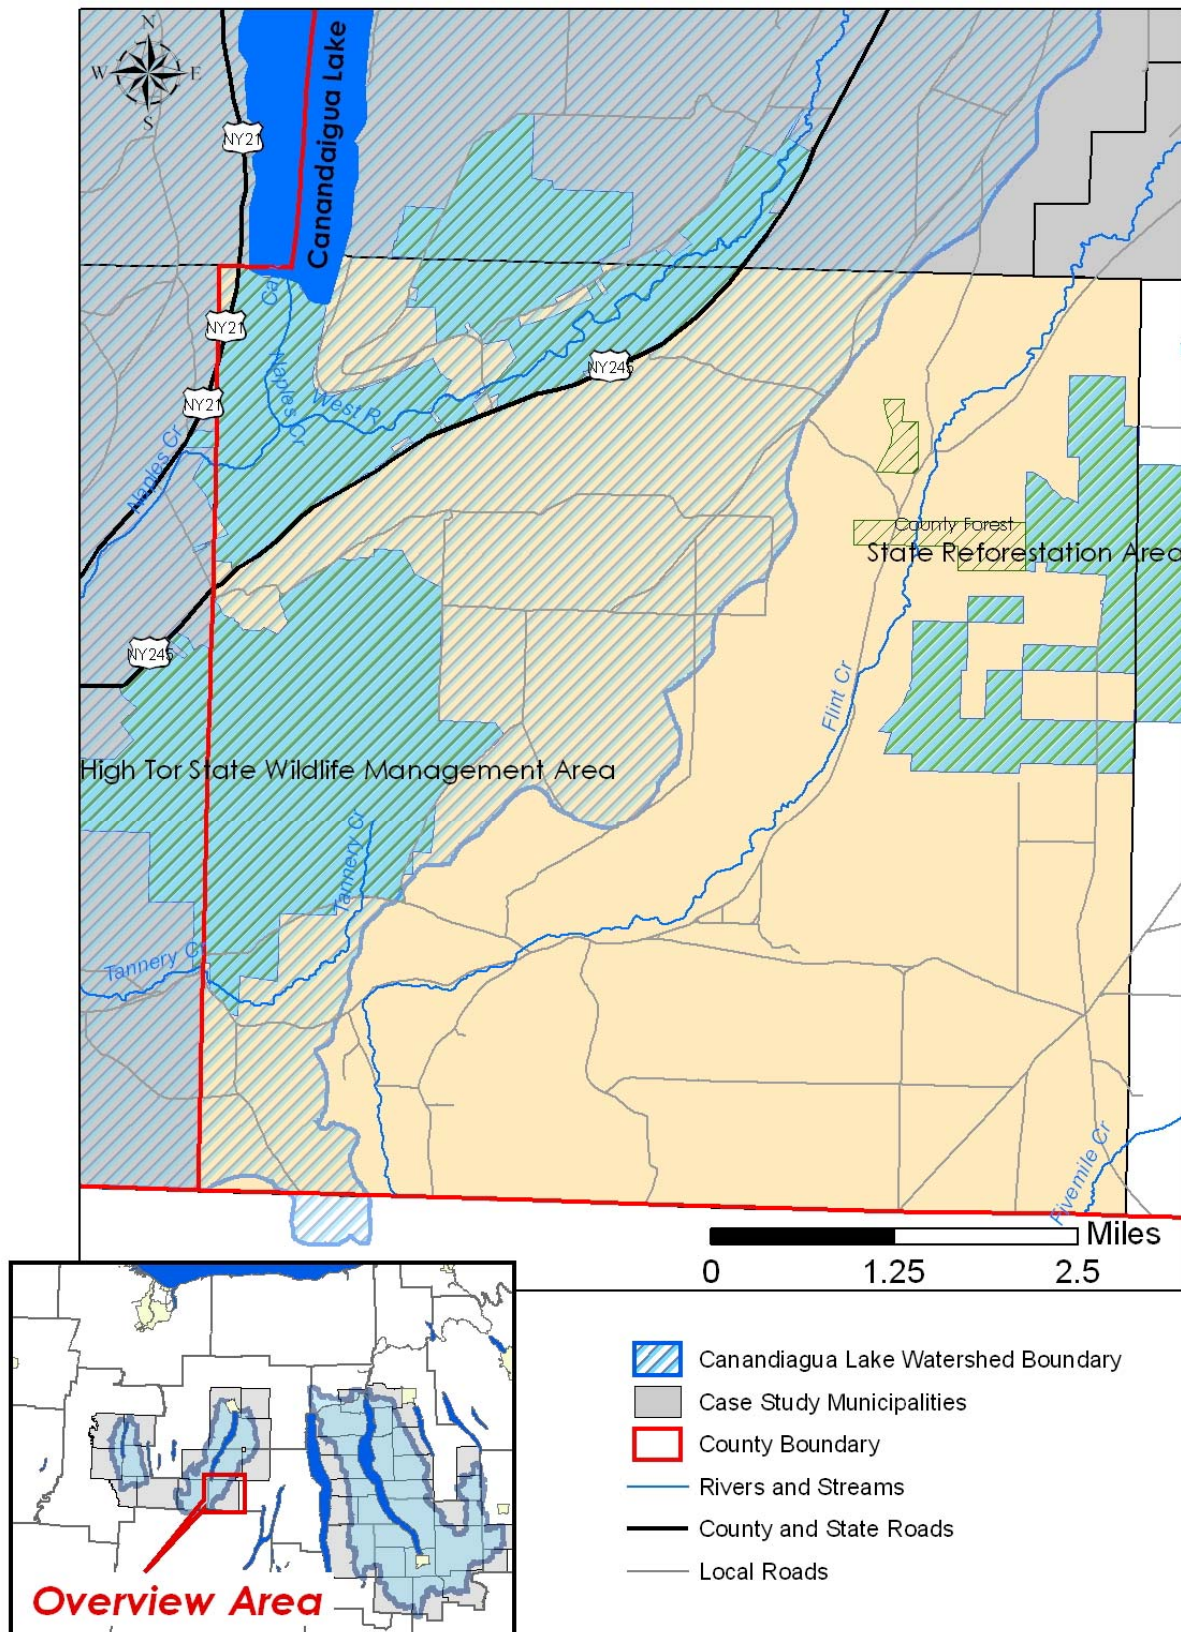 N
W E
S
NY21
Canandaigua Lake
NY21
NY21
NY245
Naples Cr
West R
Naples Cr
County Forest
State Reforestation Area
NY245
Flint Cr
High Tor State Wildlife Management Area
Tannery Cr
Tannery Cr
Fivemile Cr
Miles
0 1.25 2.5
Canandiagua Lake Watershed Boundary
Case Study Municipalities
County Boundary
Rivers and Streams
County and State Roads
Local Roads
Overview Area